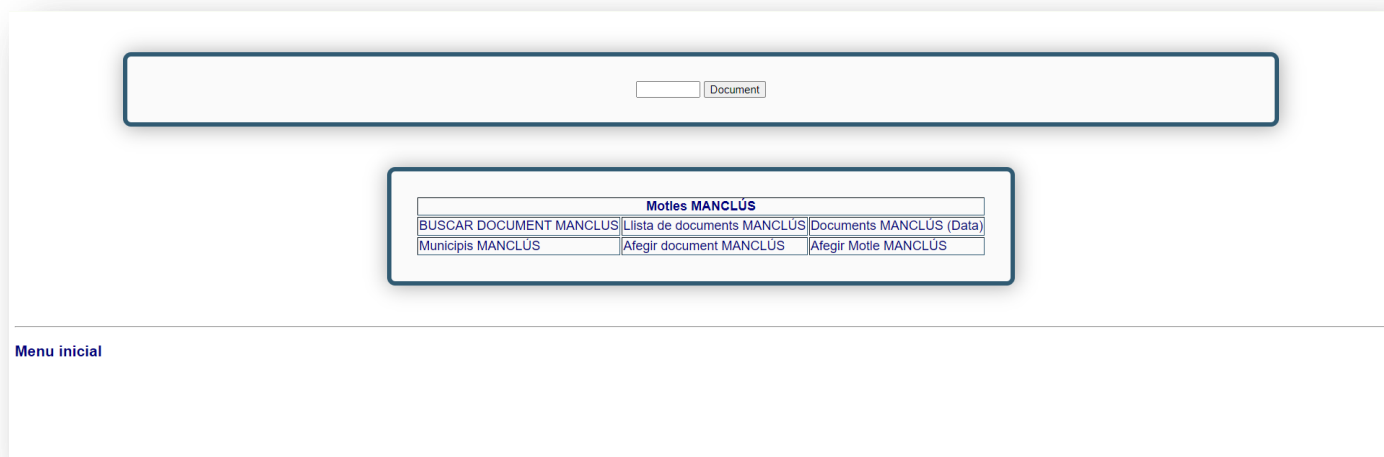 Document
Motles MANCLÚS
BUSCAR DOCUMENT MANCLUS Llista de documents MANCLÚS Documents MANCLÚS (Data)
Municipis MANCLÚS Afegir document MANCLÚS Afegir Motle MANCLÚS
Menu inicial